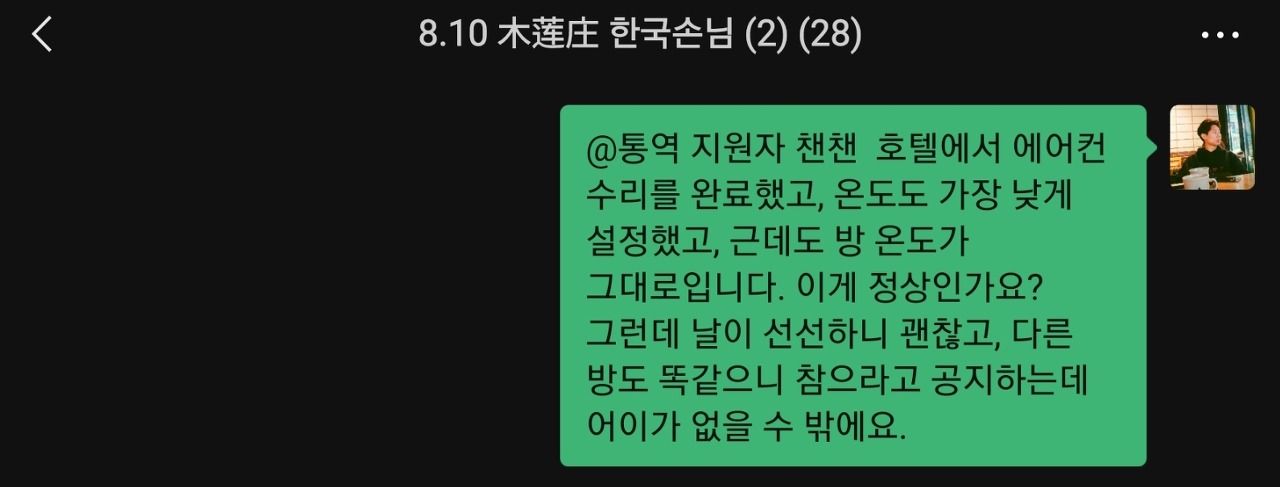 8.10 木莲庄 한국손님 (2) (28)
@통역 지원자 챈챈  호텔에서 에어컨
수리를 완료했고, 온도도 가장 낮게
설정했고, 근데도 방 온도가
그대로입니다. 이게 정상인가요?
그런데 날이 선선하니 괜찮고, 다른
방도 똑같으니 참으라고 공지하는데
어이가 없을 수 밖에요.